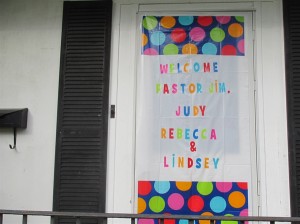 WELCOME
PASTOR JIM,
JUDY
REBECCA
&
LINDSEY